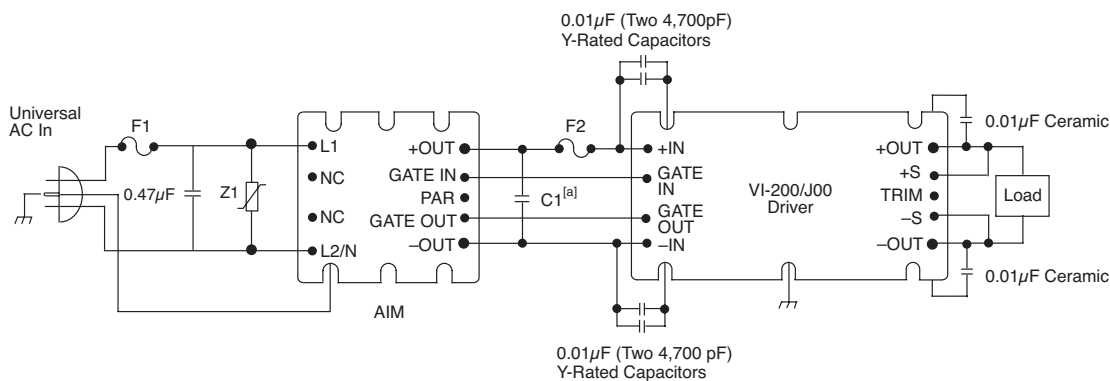 0.01µF (Two 4,700pF)
Y-Rated Capacitors
Universal
AC In
F1
F2
0.01µF Ceramic
L1
+OUT
+IN
+OUT
NC
GATE IN
GATE
IN
+S
0.47µF
Z1
PAR
C1[a]
VI-200/J00
Driver
TRIM
Load
NC
GATE OUT
GATE
OUT
–S
L2/N
–OUT
–IN
–OUT
0.01µF Ceramic
AIM
0.01µF (Two 4,700 pF)
Y-Rated Capacitors